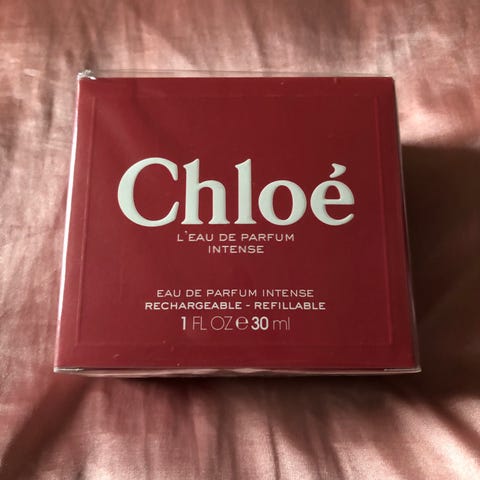 Chloé
L'EAU DE PARFUM
INTENSE
EAU DE PARFUM INTENSE
RECHARGEABLE - REFILLABLE
1 FL OZ e 30 ml